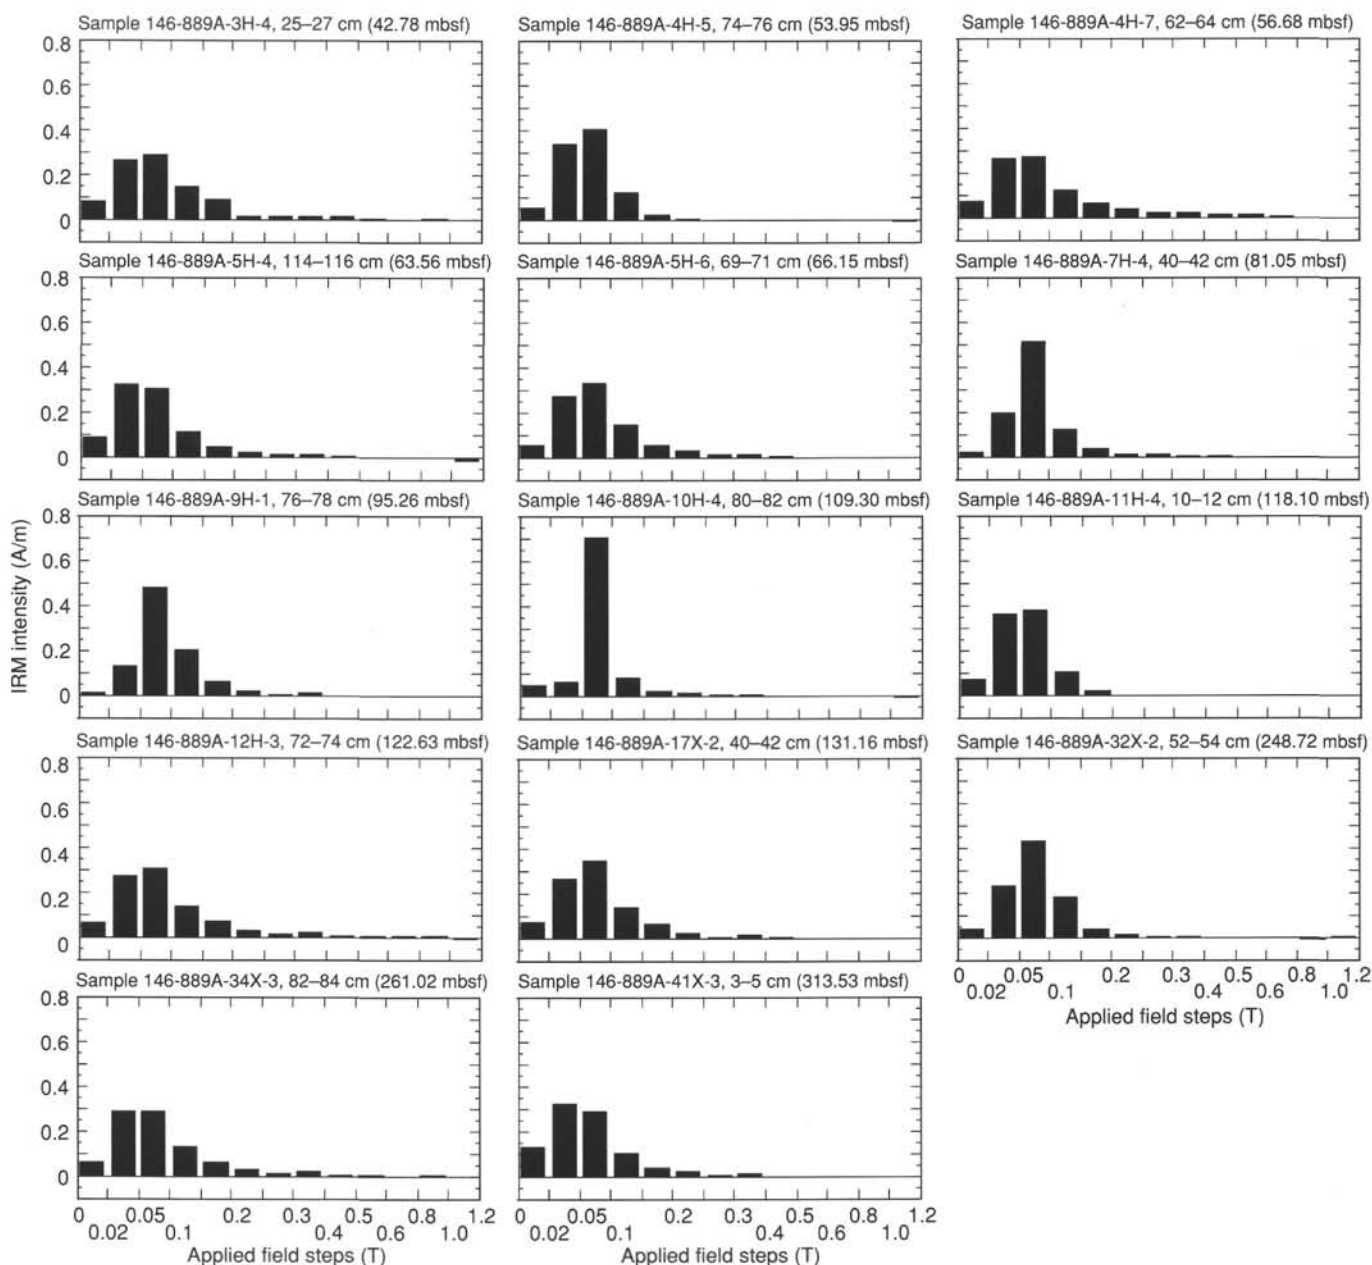 Sample 146-889A-3H-4, 25–27 cm (42.78 mbsf)
Sample 146-889A-4H-5, 74–76 cm (53.95 mbsf)
Sample 146-889A-4H-7, 62–64 cm (56.68 mbsf)
0.8
0.6
0.4
0.2
0
Sample 146-889A-5H-4, 114–116 cm (63.56 mbsf)
Sample 146-889A-5H-6, 69–71 cm (66.15 mbsf)
Sample 146-889A-7H-4, 40–42 cm (81.05 mbsf)
0.8
0.6
0.4
0.2
0
Sample 146-889A-9H-1, 76–78 cm (95.26 mbsf)
Sample 146-889A-10H-4, 80–82 cm (109.30 mbsf)
Sample 146-889A-11H-4, 10–12 cm (118.10 mbsf)
IRM intensity (A/m)
0.8
0.6
0.4
0.2
0
Sample 146-889A-12H-3, 72–74 cm (122.63 mbsf)
Sample 146-889A-17X-2, 40–42 cm (131.16 mbsf)
Sample 146-889A-32X-2, 52–54 cm (248.72 mbsf)
0.8
0.6
0.4
0.2
0
0 0.05 0.2 0.3 0.5 0.8 1.2
0.02 0.1 0.4 0.6 1.0
Applied field steps (T)
Sample 146-889A-34X-3, 82–84 cm (261.02 mbsf)
Sample 146-889A-41X-3, 3–5 cm (313.53 mbsf)
0.8
0.6
0.4
0.2
0
0 0.05 0.2 0.3 0.5 0.8 1.2
0.02 0.1 0.4 0.6 1.0
Applied field steps (T)
0 0.05 0.2 0.3 0.5 0.8 1.2
0.02 0.1 0.4 0.6 1.0
Applied field steps (T)